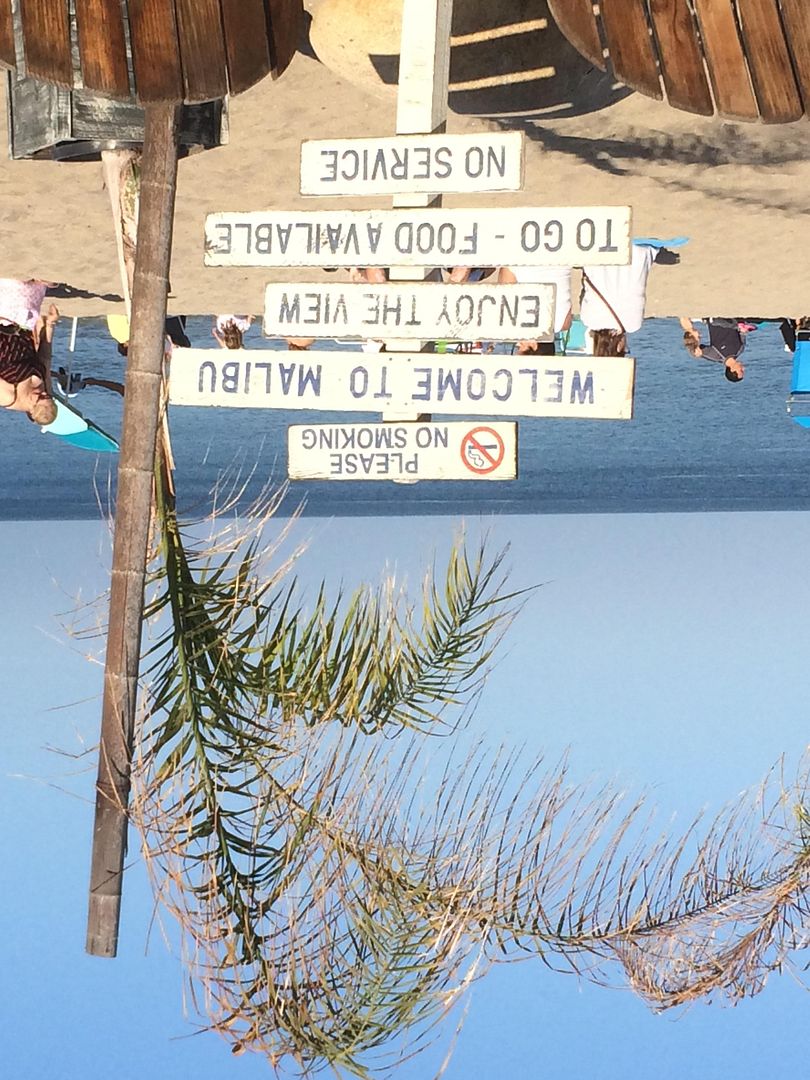 PLEASE
NO SMOKING
WELCOME TO MALIBU
ENJOY THE VIEW
TO GO - FOOD AVAILABLE
NO SERVICE